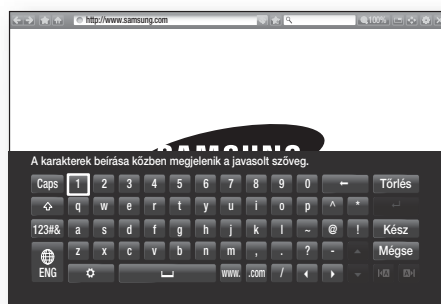 http://www.samsung.com
100%
SAMSUNG
A karakterek beírása közben megjelenik a javasolt szöveg.
Caps 1 2 3 4 5 6 7 8 9 0 Törlés
q w e r t y u i o p ^ *
123#& a s d f g h j k l ~ @ ! Kész
z x c v b n m , . ? - Mégse
ENG www. .com /